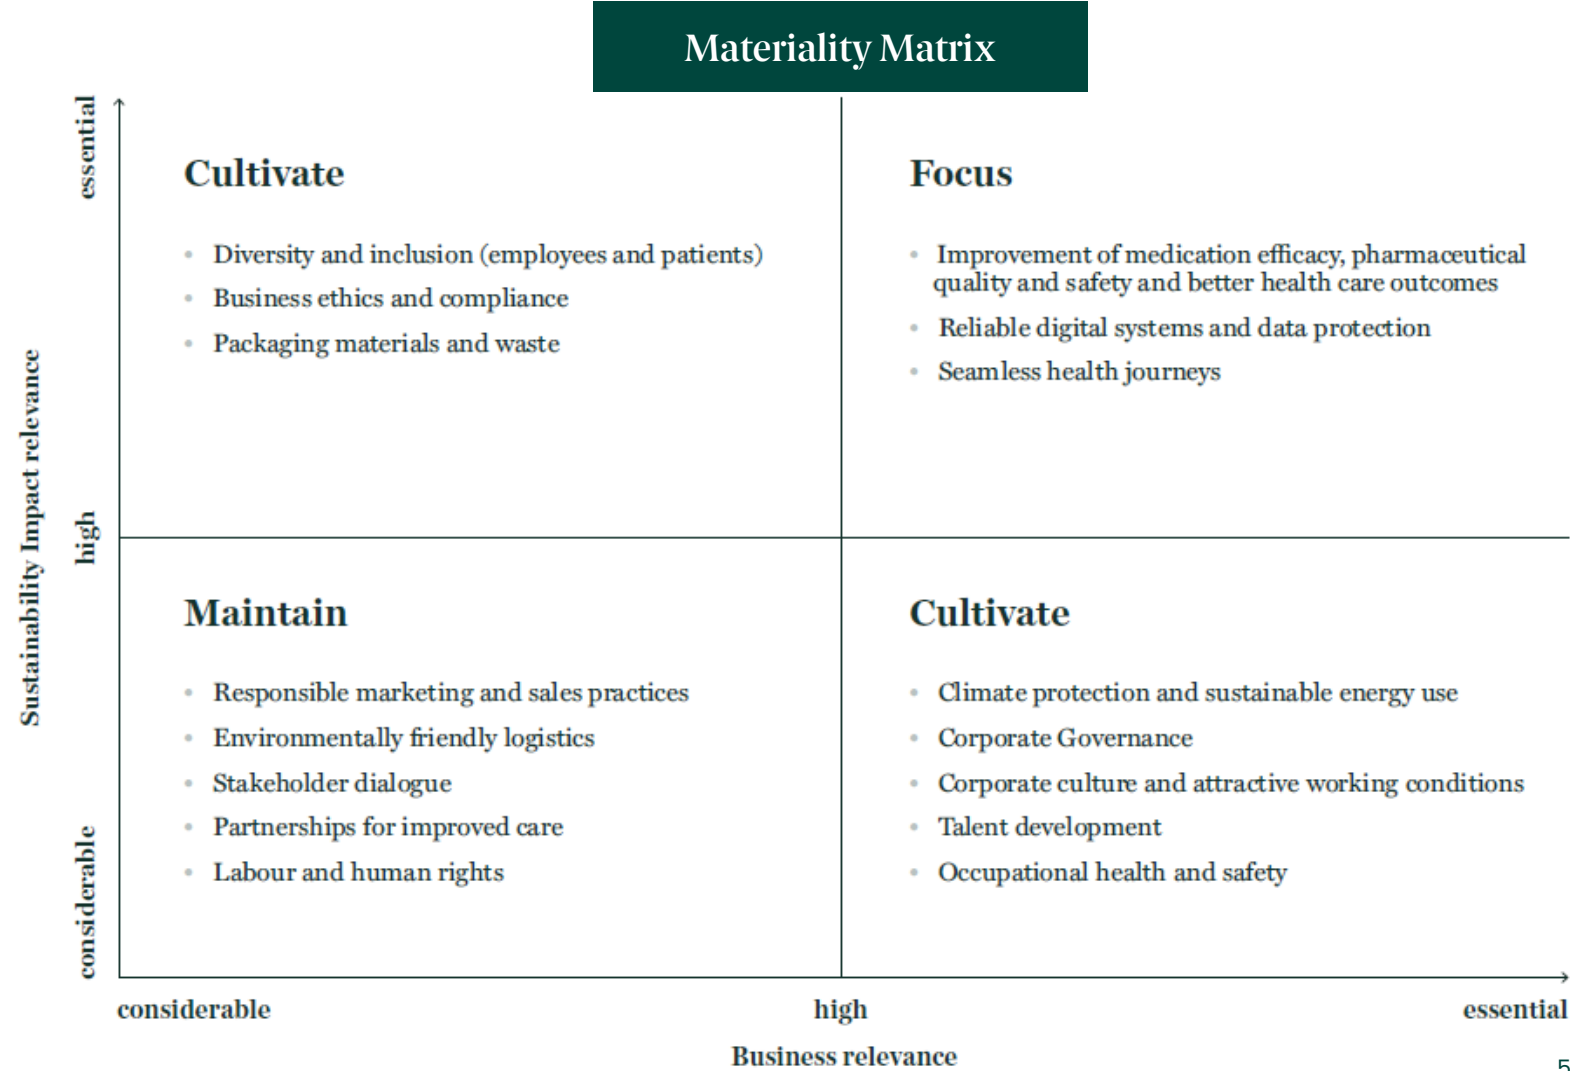 Materiality Matrix
Sustainability Impact relevance
essential
high
considerable
Cultivate
• Diversity and inclusion (employees and patients)
• Business ethics and compliance
• Packaging materials and waste
Focus
• Improvement of medication efficacy, pharmaceutical
quality and safety and better health care outcomes
• Reliable digital systems and data protection
• Seamless health journeys
Maintain
• Responsible marketing and sales practices
• Environmentally friendly logistics
• Stakeholder dialogue
• Partnerships for improved care
• Labour and human rights
Cultivate
• Climate protection and sustainable energy use
• Corporate Governance
• Corporate culture and attractive working conditions
• Talent development
• Occupational health and safety
considerable
high
essential
Business relevance
5